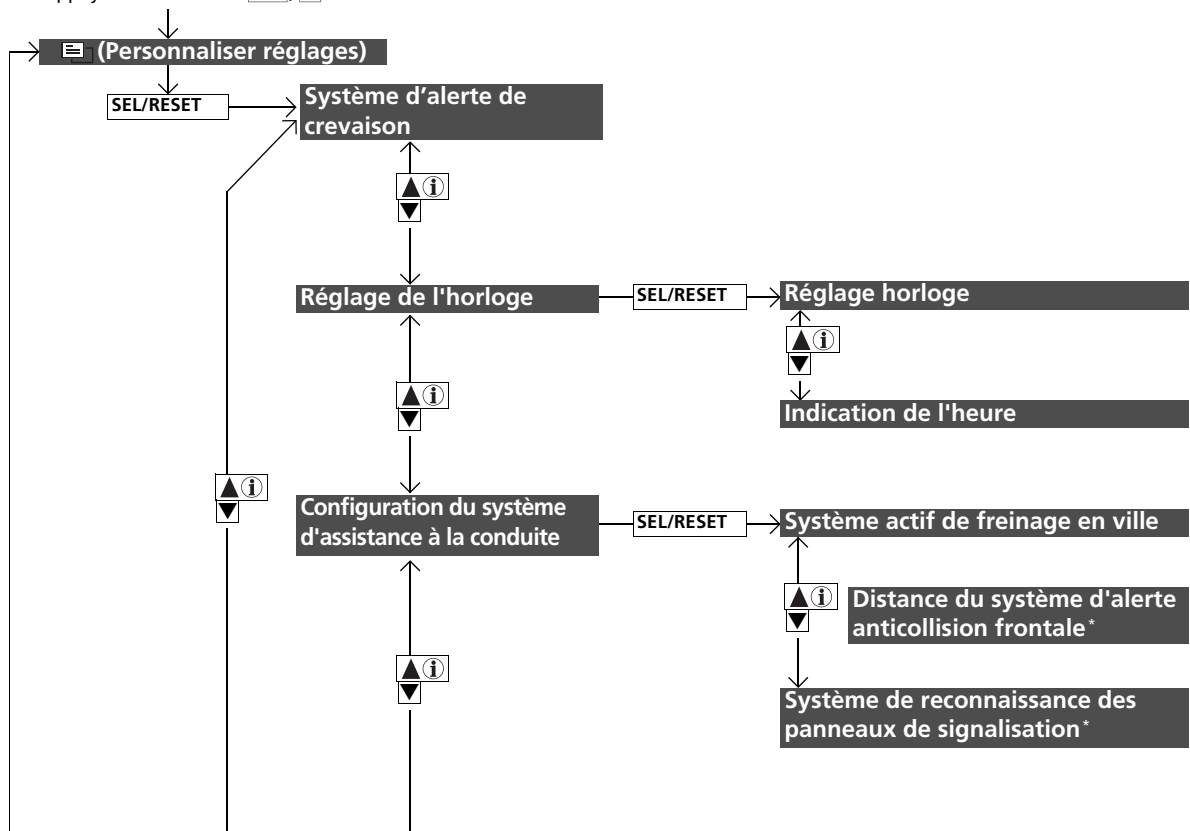 (Personnaliser réglages)
SEL/RESET
Système d’alerte de
crevaison
▲ⓘ
▼
Réglage de l'horloge
SEL/RESET
Réglage horloge
▲ⓘ
▼
▲ⓘ
▼
Indication de l'heure
▲ⓘ
▼
Configuration du système
d'assistance à la conduite
SEL/RESET
Système actif de freinage en ville
▲ⓘ
▼
Distance du système d'alerte
anticollision frontale*
▲ⓘ
▼
Système de reconnaissance des
panneaux de signalisation*